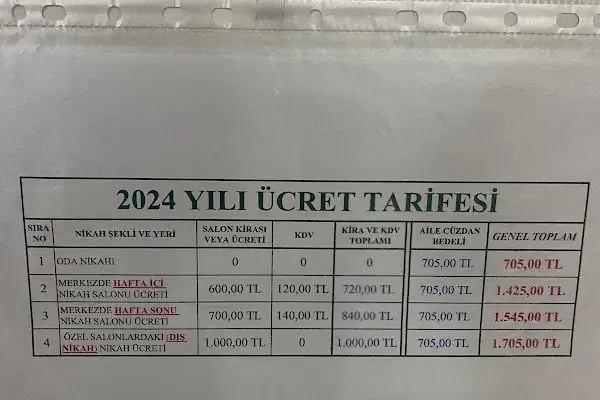 2024 YILI ÜCRET TARİFESİ
SIRA NO | NİKAH ŞEKLİ VE YERİ | SALON KİRASI VEYA ÜCRETİ | KDV | KİRA VE KDV TOPLAMI | AİLE CÜZDAN BEDELİ | GENEL TOPLAM
1 | ODA NİKAHI | 0 | 0 | 0 | 705,00 TL | 705,00 TL
2 | MERKEZDE HAFTA İÇİ NİKAH SALONU ÜCRETİ | 600,00 TL | 120,00 TL | 720,00 TL | 705,00 TL | 1.425,00 TL
3 | MERKEZDE HAFTA SONU NİKAH SALONU ÜCRETİ | 700,00 TL | 140,00 TL | 840,00 TL | 705,00 TL | 1.545,00 TL
4 | ÖZEL SALONLARDAKİ (DIŞ NİKAH) NİKAH ÜCRETİ | 1.000,00 TL | 0 | 1.000,00 TL | 705,00 TL | 1.705,00 TL